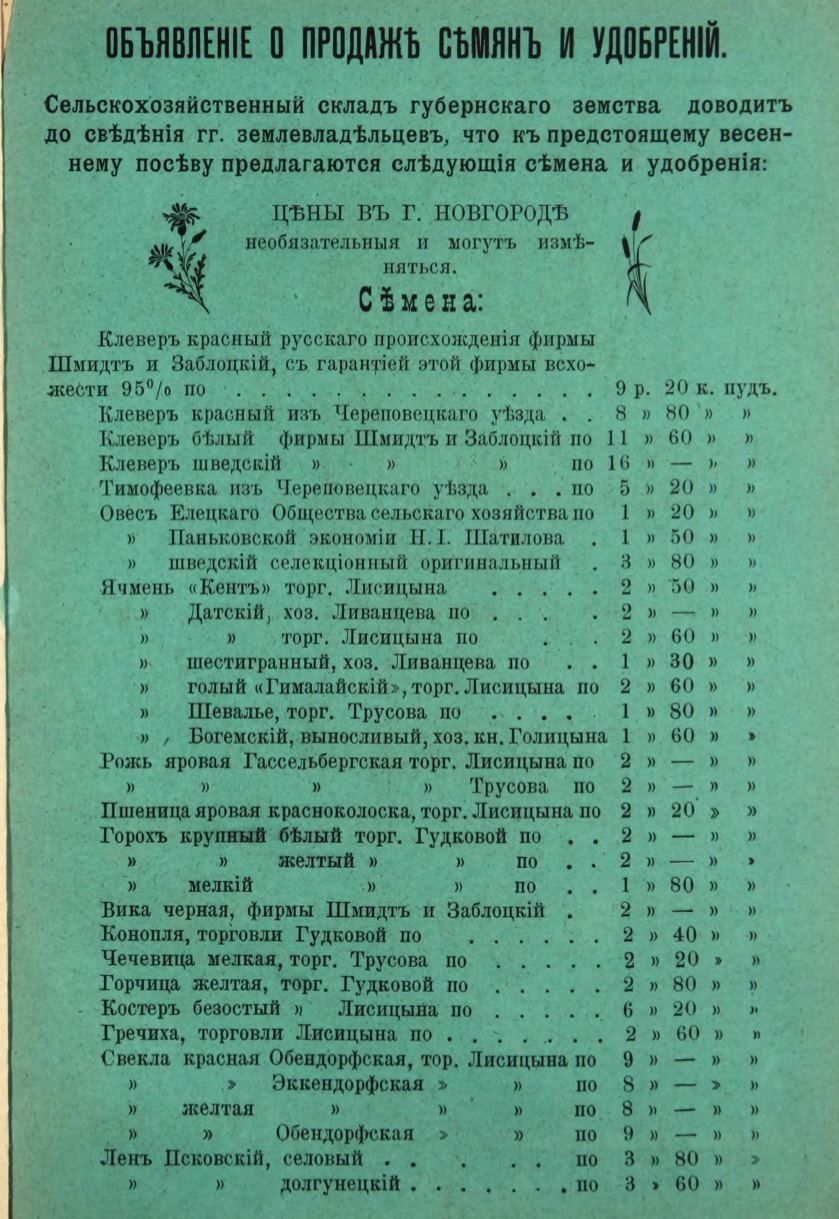 ОБЪЯВЛЕНІЕ О ПРОДАЖѢ СѢМЯНЪ И УДОБРЕНІЙ.
Сельскохозяйственный складъ губернскаго земства доводитъ
до свѣдѣнія гг. землевладѣльцевъ, что къ предстоящему весен-
нему посѣву предлагаются слѣдующія сѣмена и удобренія:
ЦѢНЫ ВЪ Г. НОВГОРОДѢ
необязательныя и могутъ измѣ-
няться.
Сѣмена:
Клеверъ красный русскаго происхожденія фирмы
Шмидтъ и Заблоцкій, съ гарантіей этой фирмы всхо-
жести 95% по . . . . . . . . . . . . . . . . 9 р. 20 к. пудъ.
Клеверъ красный изъ Череповецкаго уѣзда . . 8 » 80 » »
Клеверъ бѣлый фирмы Шмидтъ и Заблоцкій по 11 » 60 » »
Клеверъ шведскій » » » по 16 » — » »
Тимофеевка изъ Череповецкаго уѣзда . . . по 5 » 20 » »
Овесъ Елецкаго Общества сельскаго хозяйства по 1 » 20 » »
» Паньковской экономіи Н. І. Шатилова . 1 » 50 » »
» шведскій селекціонный оригинальный . 3 » 80 » »
Ячмень «Кентъ» торг. Лисицына . . . . . 2 » 50 » »
» Датскій, хоз. Ливанцева по . . . . 2 » — » »
» » торг. Лисицына по . . . 2 » 60 » »
» шестигранный, хоз. Ливанцева по . . 1 » 30 » »
» голый «Гималайскій», торг. Лисицына по 2 » 60 » »
» Шевалье, торг. Трусова по . . . . . 1 » 80 » »
» Богемскій, выносливый, хоз. кн. Голицына 1 » 60 » »
Рожь яровая Гассельбергская торг. Лисицына по 2 » — » »
» » » » Трусова по 2 » — » »
Пшеница яровая красноколоска, торг. Лисицына по 2 » 20 » »
Горохъ крупный бѣлый торг. Гудковой по . . 2 » — » »
» » желтый » » по . . 2 » — » »
» мелкій » » по . . 1 » 80 » »
Вика черная, фирмы Шмидтъ и Заблоцкій . 2 » — » »
Конопля, торговли Гудковой по . . . . . . 2 » 40 » »
Чечевица мелкая, торг. Трусова по . . . . . 2 » 20 » »
Горчица желтая, торг. Гудковой по . . . . . 2 » 80 » »
Костеръ безостый » Лисицына по . . . . . 6 » 20 » »
Гречиха, торговли Лисицына по . . . . . . . 2 » 60 » »
Свекла красная Обендорфская, тор. Лисицына по 9 » — » »
» » Эккендорфская » » по 8 » — » »
» желтая » » » по 8 » — » »
» » Обендорфская » » по 9 » — » »
Ленъ Псковскій, селовый . . . . . по 3 » 80 » »
» » долгунецкій . . . . . . . по 3 » 60 » »